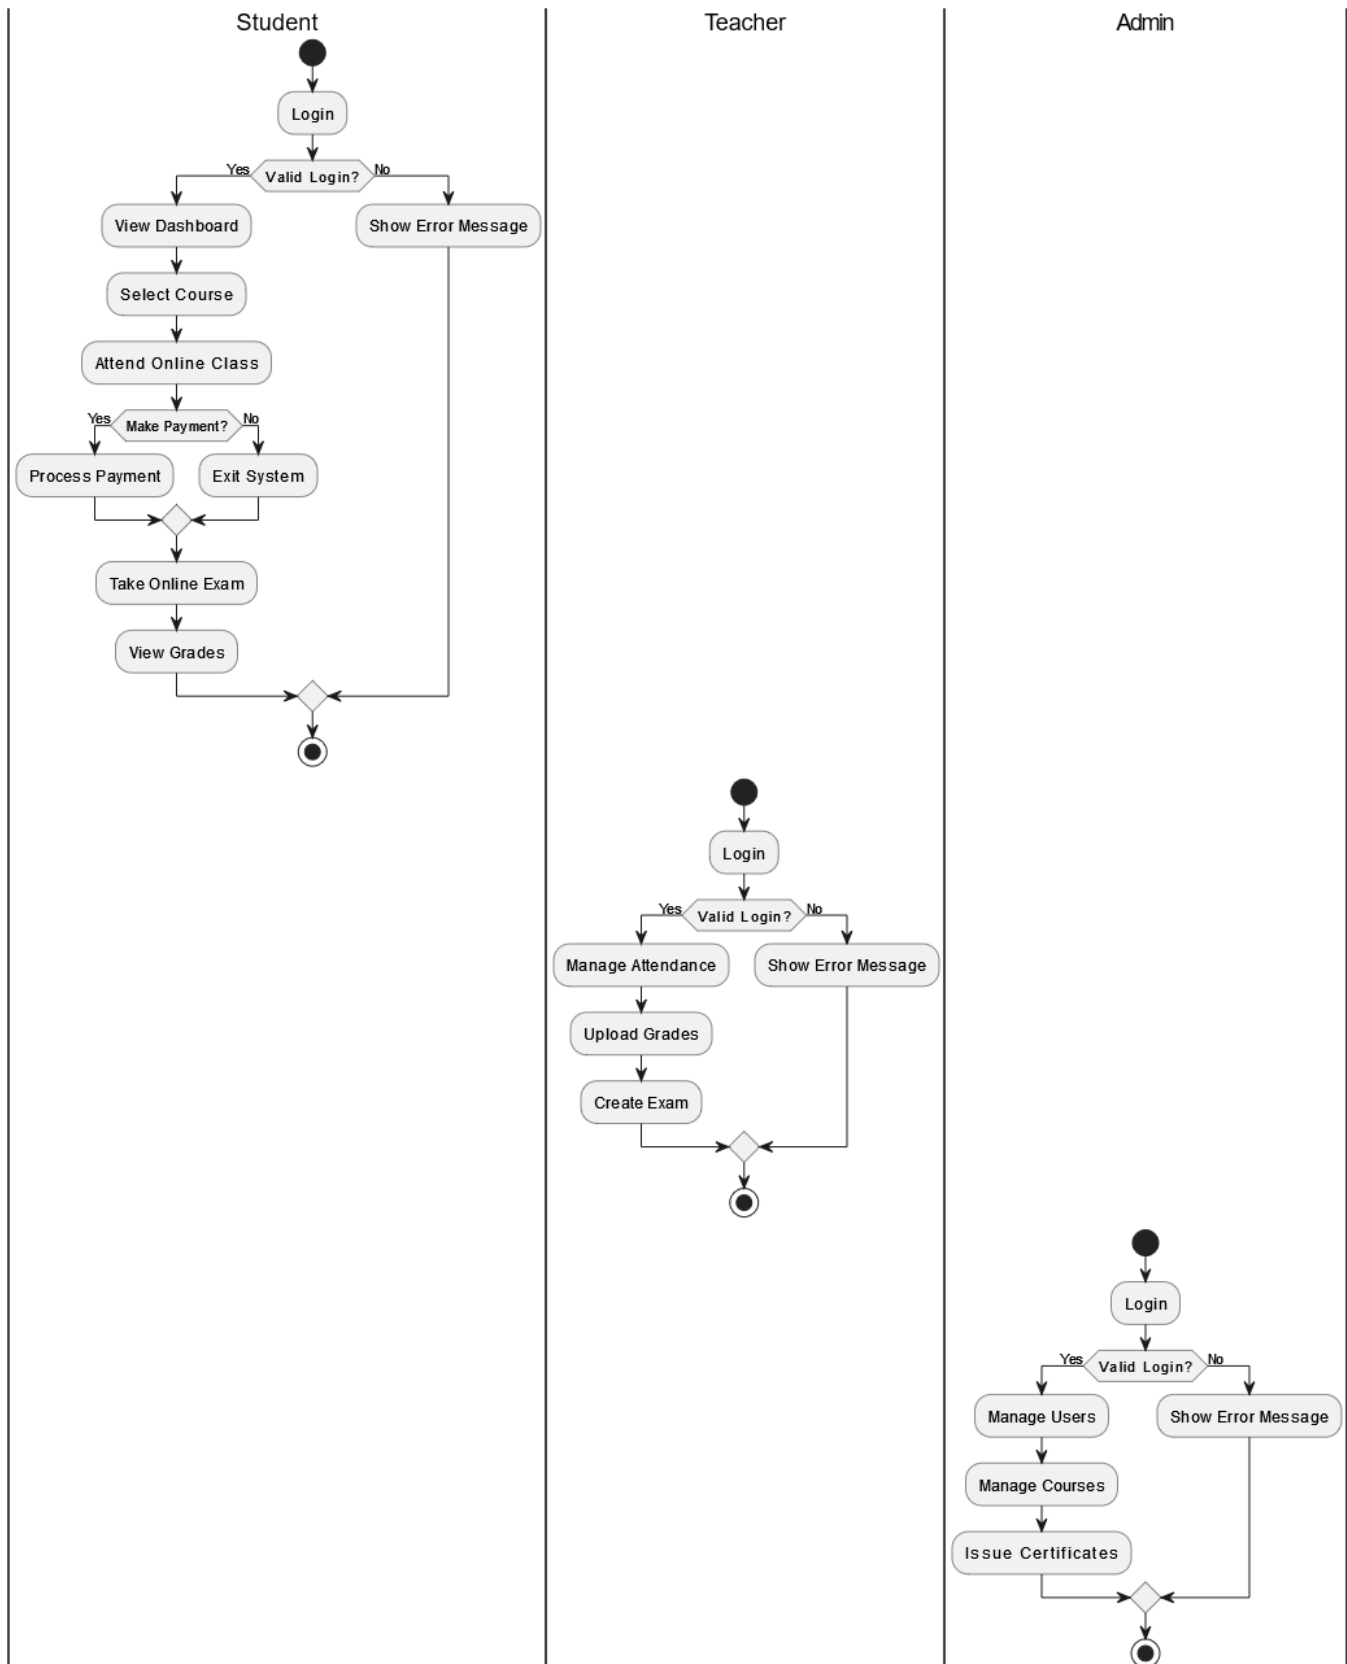 Student
Teacher
Admin
Login
Yes
Valid Login?
No
View Dashboard
Show Error Message
Select Course
Attend Online Class
Yes
Make Payment?
No
Process Payment
Exit System
Take Online Exam
View Grades
Login
Yes
Valid Login?
No
Manage Attendance
Show Error Message
Upload Grades
Create Exam
Login
Yes
Valid Login?
No
Manage Users
Show Error Message
Manage Courses
Issue Certificates